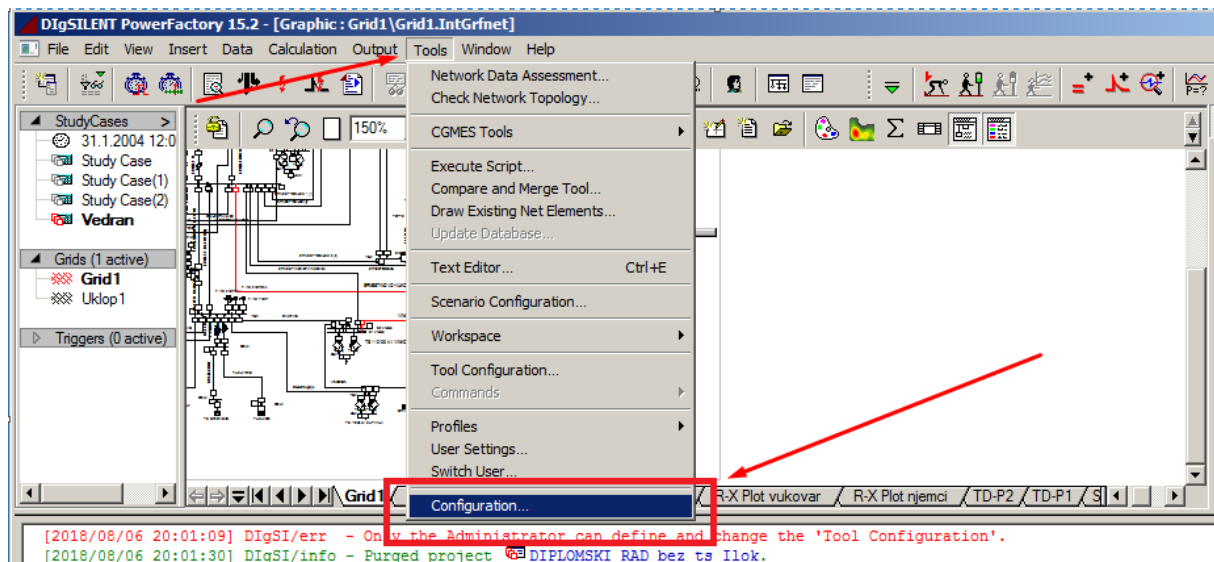 DIgSILENT PowerFactory 15.2 - [Graphic : Grid1\Grid1.IntGrfnet]
File Edit View Insert Data Calculation Output Tools Window Help
Network Data Assessment...
Check Network Topology...
CGMES Tools
Execute Script...
Compare and Merge Tool...
Draw Existing Net Elements...
Update Database...
Text Editor... Ctrl+E
Scenario Configuration...
Workspace
Tool Configuration...
Commands
Profiles
User Settings...
Switch User...
Configuration...
StudyCases >
31.1.2004 12:0
Study Case
Study Case(1)
Study Case(2)
Vedran
Grids (1 active)
Grid1
Uklop1
Triggers (0 active)
150%
Grid1
R-X Plot vukovar
R-X Plot njemci
TD-P2
TD-P1
S
[2018/08/06 20:01:09] DIgSI/err - Only the Administrator can define and change the 'Tool Configuration'.
[2018/08/06 20:01:30] DIgSI/info - Purged project DIPLOMSKI RAD bez ts Ilok.